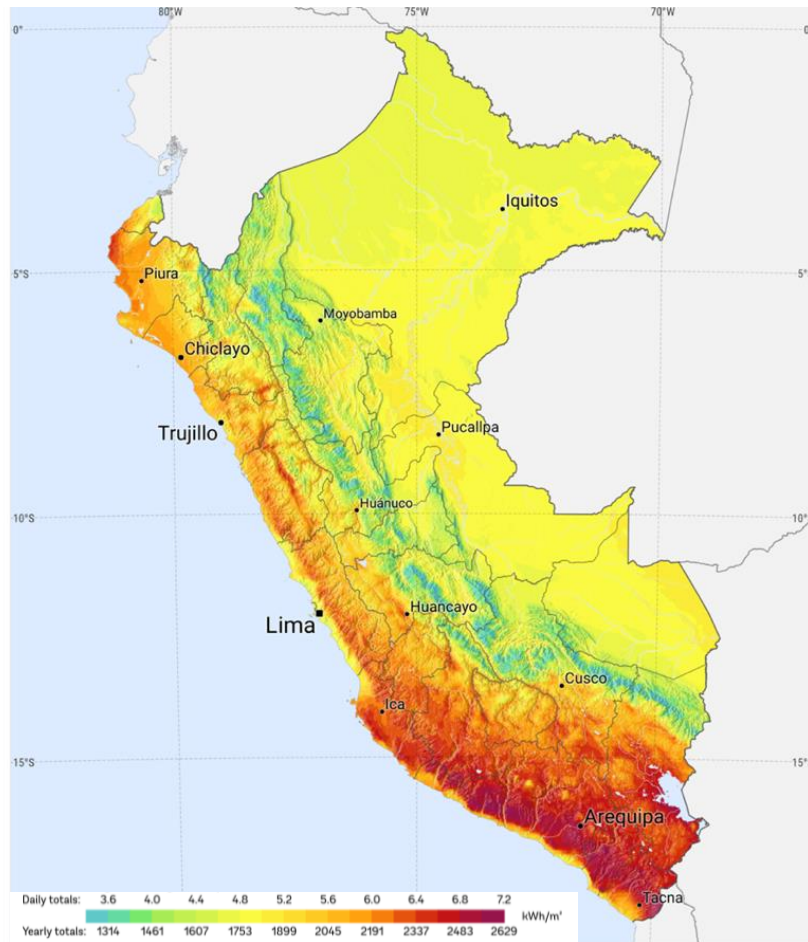 80°W 75°W 70°W
0° 0°
Iquitos
5°S 5°
Piura
Moyobamba
Chiclayo
Trujillo
Pucallpa
Huánuco
10°S 10°
Huancayo
Lima
Cusco
Ica
15°S 15°
Arequipa
Tacna
Daily totals: 3.6 4.0 4.4 4.8 5.2 5.6 6.0 6.4 6.8 7.2
kWh/m²
Yearly totals: 1314 1461 1607 1753 1899 2045 2191 2337 2483 2629